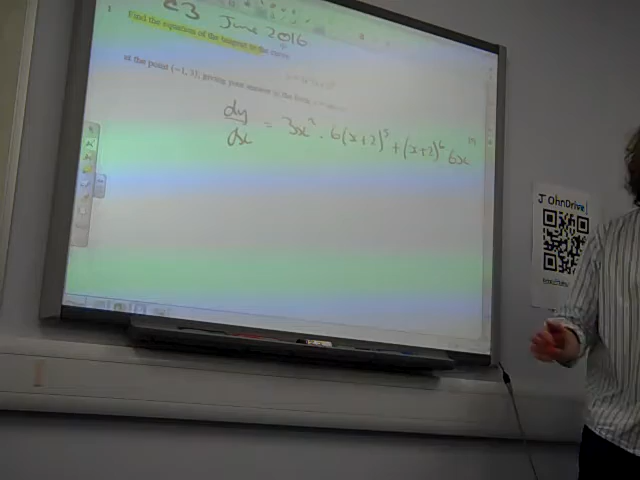 C3 June 2016
1 Find the equation of the tangent to the curve
at the point (−1, 3), giving your answer in the form
dy/dx = 3x² . 6(x+2)⁵ + (x+2)⁶ 6x
JOhnDrive!